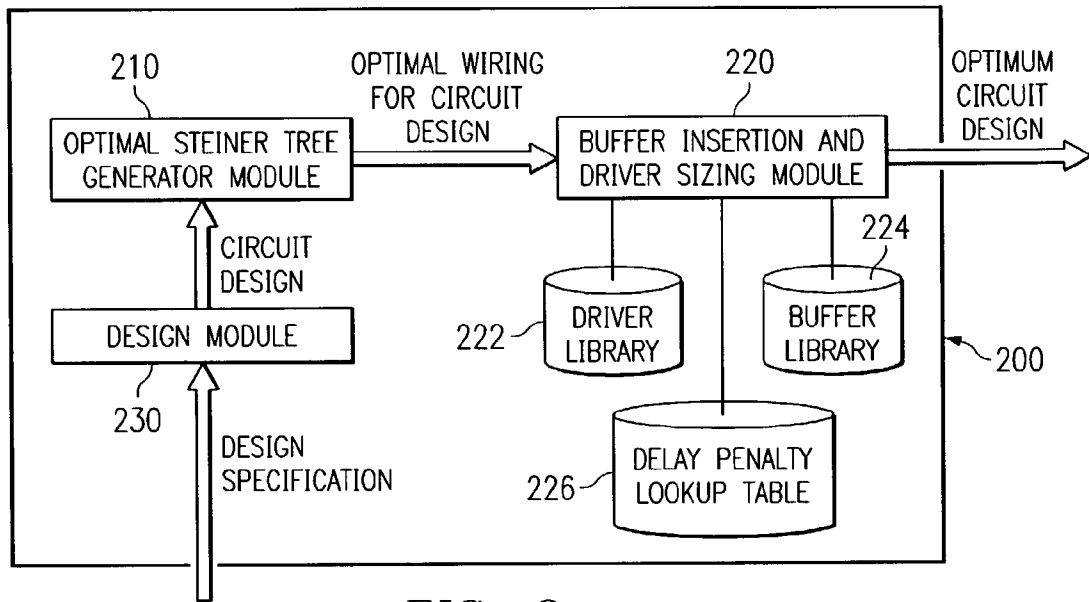 210
OPTIMAL STEINER TREE
GENERATOR MODULE
OPTIMAL WIRING
FOR CIRCUIT
DESIGN
220
BUFFER INSERTION AND
DRIVER SIZING MODULE
OPTIMUM
CIRCUIT
DESIGN
CIRCUIT
DESIGN
DESIGN MODULE
230
DESIGN
SPECIFICATION
222
DRIVER
LIBRARY
224
BUFFER
LIBRARY
200
226
DELAY PENALTY
LOOKUP TABLE